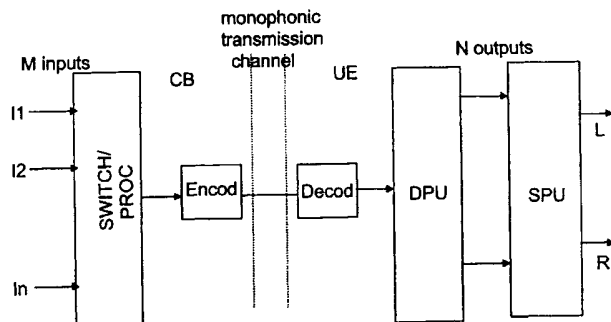 monophonic
transmission
channel
M inputs
CB
UE
N outputs
I1
I2
In
SWITCH/
PROC
Encod
Decod
DPU
SPU
L
R